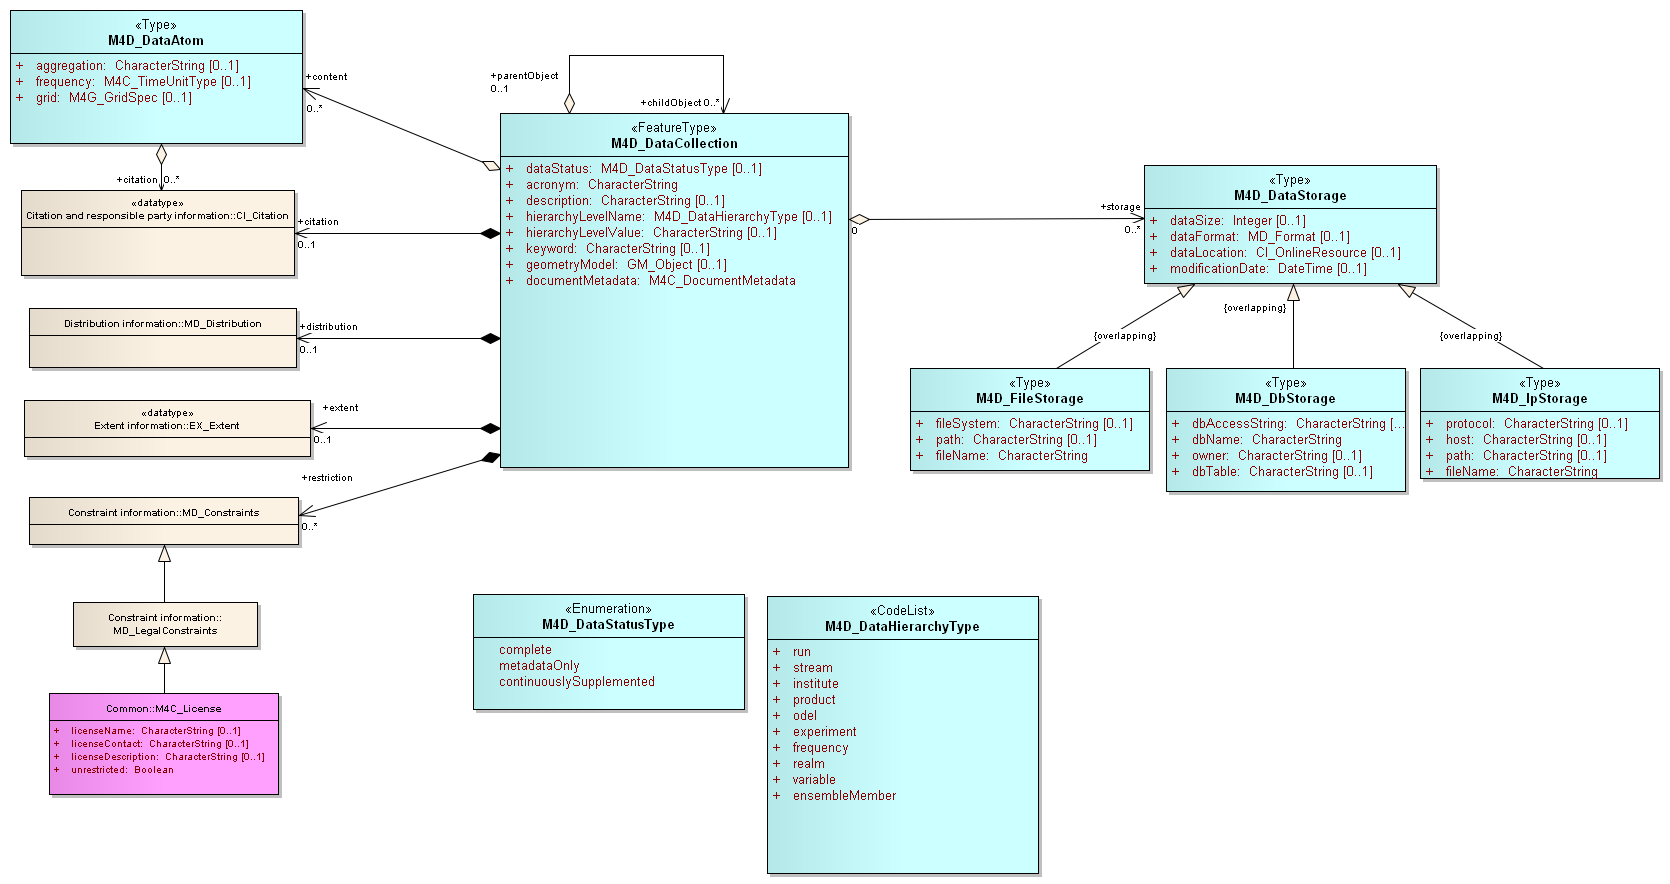 «Type»
M4D_DataAtom
+ aggregation: CharacterString [0..1]
+ frequency: M4C_TimeUnitType [0..1]
+ grid: M4G_GridSpec [0..1]
+content
0..*
+citation 0..*
«datatype»
Citation and responsible party information::CI_Citation
+citation
0..1
Distribution information::MD_Distribution
+distribution
0..1
«datatype»
Extent information::EX_Extent
+extent
0..1
+restriction
Constraint information::MD_Constraints
0..*
Constraint information::
MD_LegalConstraints
Common::M4C_License
+ licenseName: CharacterString [0..1]
+ licenseContact: CharacterString [0..1]
+ licenseDescription: CharacterString [0..1]
+ unrestricted: Boolean
+parentObject
0..1
+childObject 0..*
«FeatureType»
M4D_DataCollection
+ dataStatus: M4D_DataStatusType [0..1]
+ acronym: CharacterString
+ description: CharacterString [0..1]
+ hierarchyLevelName: M4D_DataHierarchyType [0..1]
+ hierarchyLevelValue: CharacterString [0..1]
+ keyword: CharacterString [0..1]
+ geometryModel: GM_Object [0..1]
+ documentMetadata: M4C_DocumentMetadata
0
+storage
0..*
«Type»
M4D_DataStorage
+ dataSize: Integer [0..1]
+ dataFormat: MD_Format [0..1]
+ dataLocation: CI_OnlineResource [0..1]
+ modificationDate: DateTime [0..1]
{overlapping}
{overlapping}
{overlapping}
«Type»
M4D_FileStorage
+ fileSystem: CharacterString [0..1]
+ path: CharacterString [0..1]
+ fileName: CharacterString
«Type»
M4D_DbStorage
+ dbAccessString: CharacterString [...
+ dbName: CharacterString
+ owner: CharacterString [0..1]
+ dbTable: CharacterString [0..1]
«Type»
M4D_IpStorage
+ protocol: CharacterString [0..1]
+ host: CharacterString [0..1]
+ path: CharacterString [0..1]
+ fileName: CharacterString
«Enumeration»
M4D_DataStatusType
complete
metadataOnly
continuouslySupplemented
«CodeList»
M4D_DataHierarchyType
+ run
+ stream
+ institute
+ product
+ odel
+ experiment
+ frequency
+ realm
+ variable
+ ensembleMember